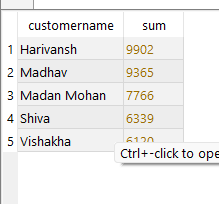 customername sum
1 Harivansh 9902
2 Madhav 9365
3 Madan Mohan 7766
4 Shiva 6339
5 Vishakha 6120
Ctrl+-click to ope